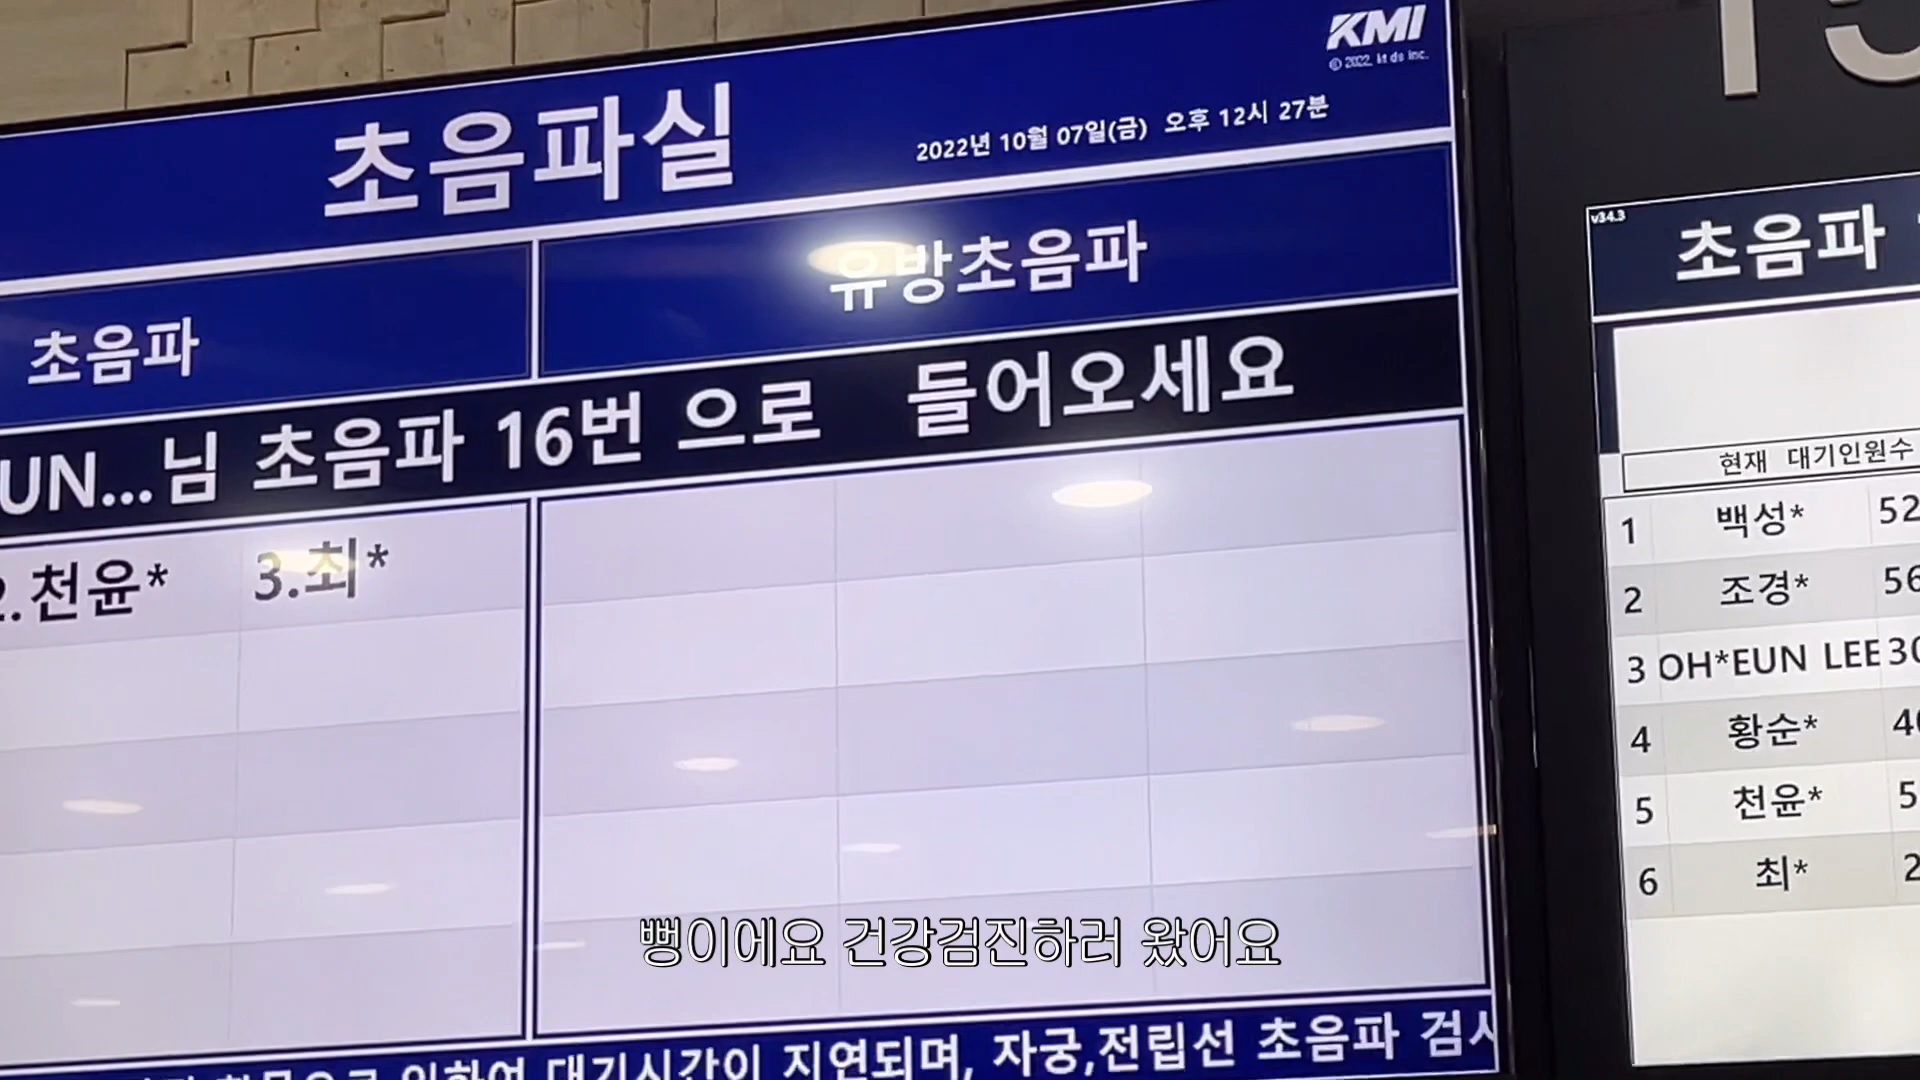 KMI
© 2022. kt ds Inc.
초음파실
2022년 10월 07일(금) 오후 12시 27분
초음파
유방초음파
UN...님 초음파 16번 으로 들어오세요
2.천윤*
3.최*
대기시간이 지연되며, 자궁,전립선 초음파 검사
뻥이에요 건강검진하러 왔어요
15
v34.3
초음파
현재 대기인원수
1 백성* 52
2 조경* 56
3 OH*EUN LEE 30
4 황순* 40
5 천윤* 5
6 최* 2